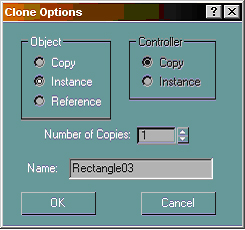 Clone Options
Object Controller
Copy Copy
Instance Instance
Reference
Number of Copies: 1
Name: Rectangle03
OK Cancel